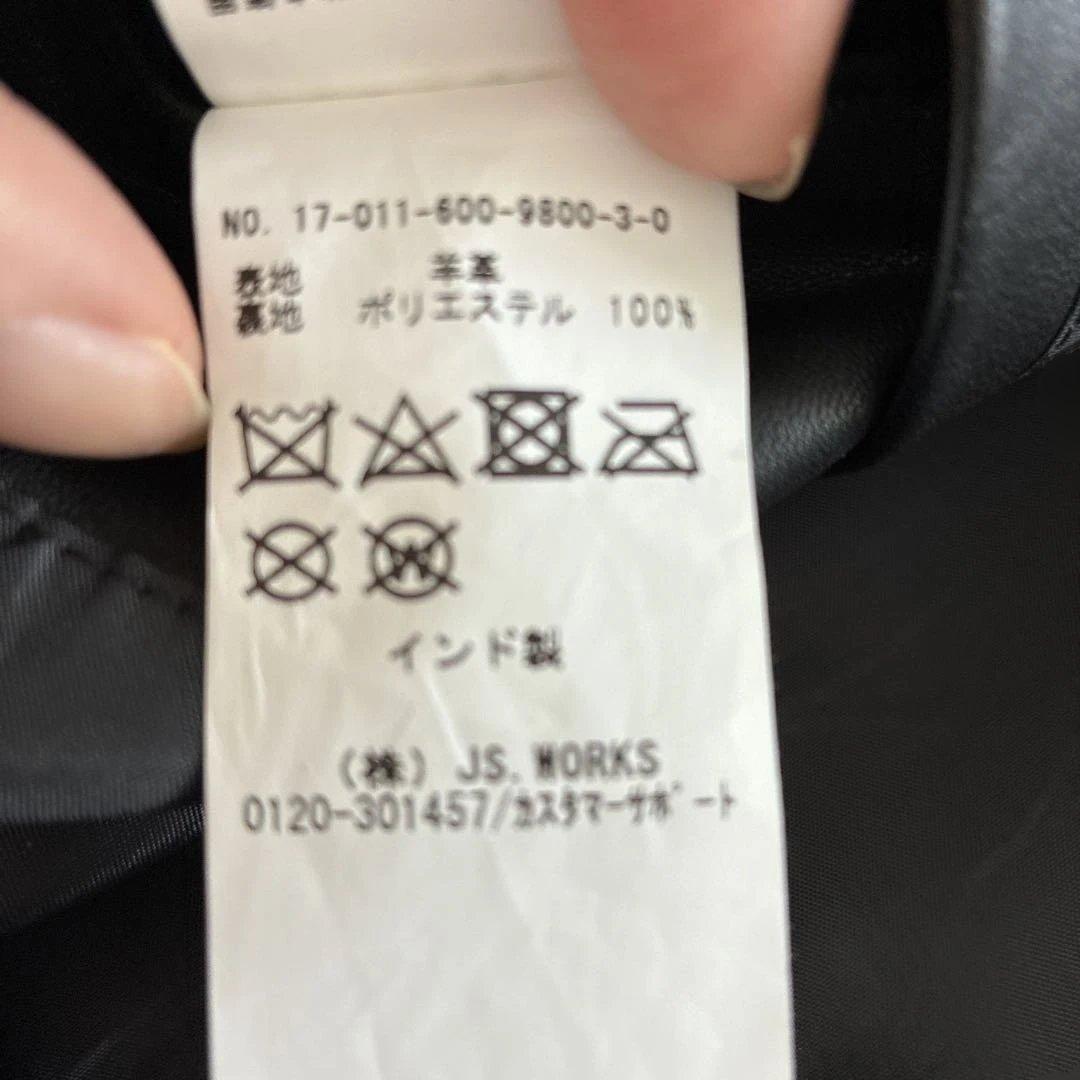 NO. 17-011-600-9800-3-0
表地 羊革
裏地 ポリエステル 100%
W
インド製
(株) JS.WORKS
0120-301457/ｶｽﾀﾏｰｻﾎﾟｰﾄ